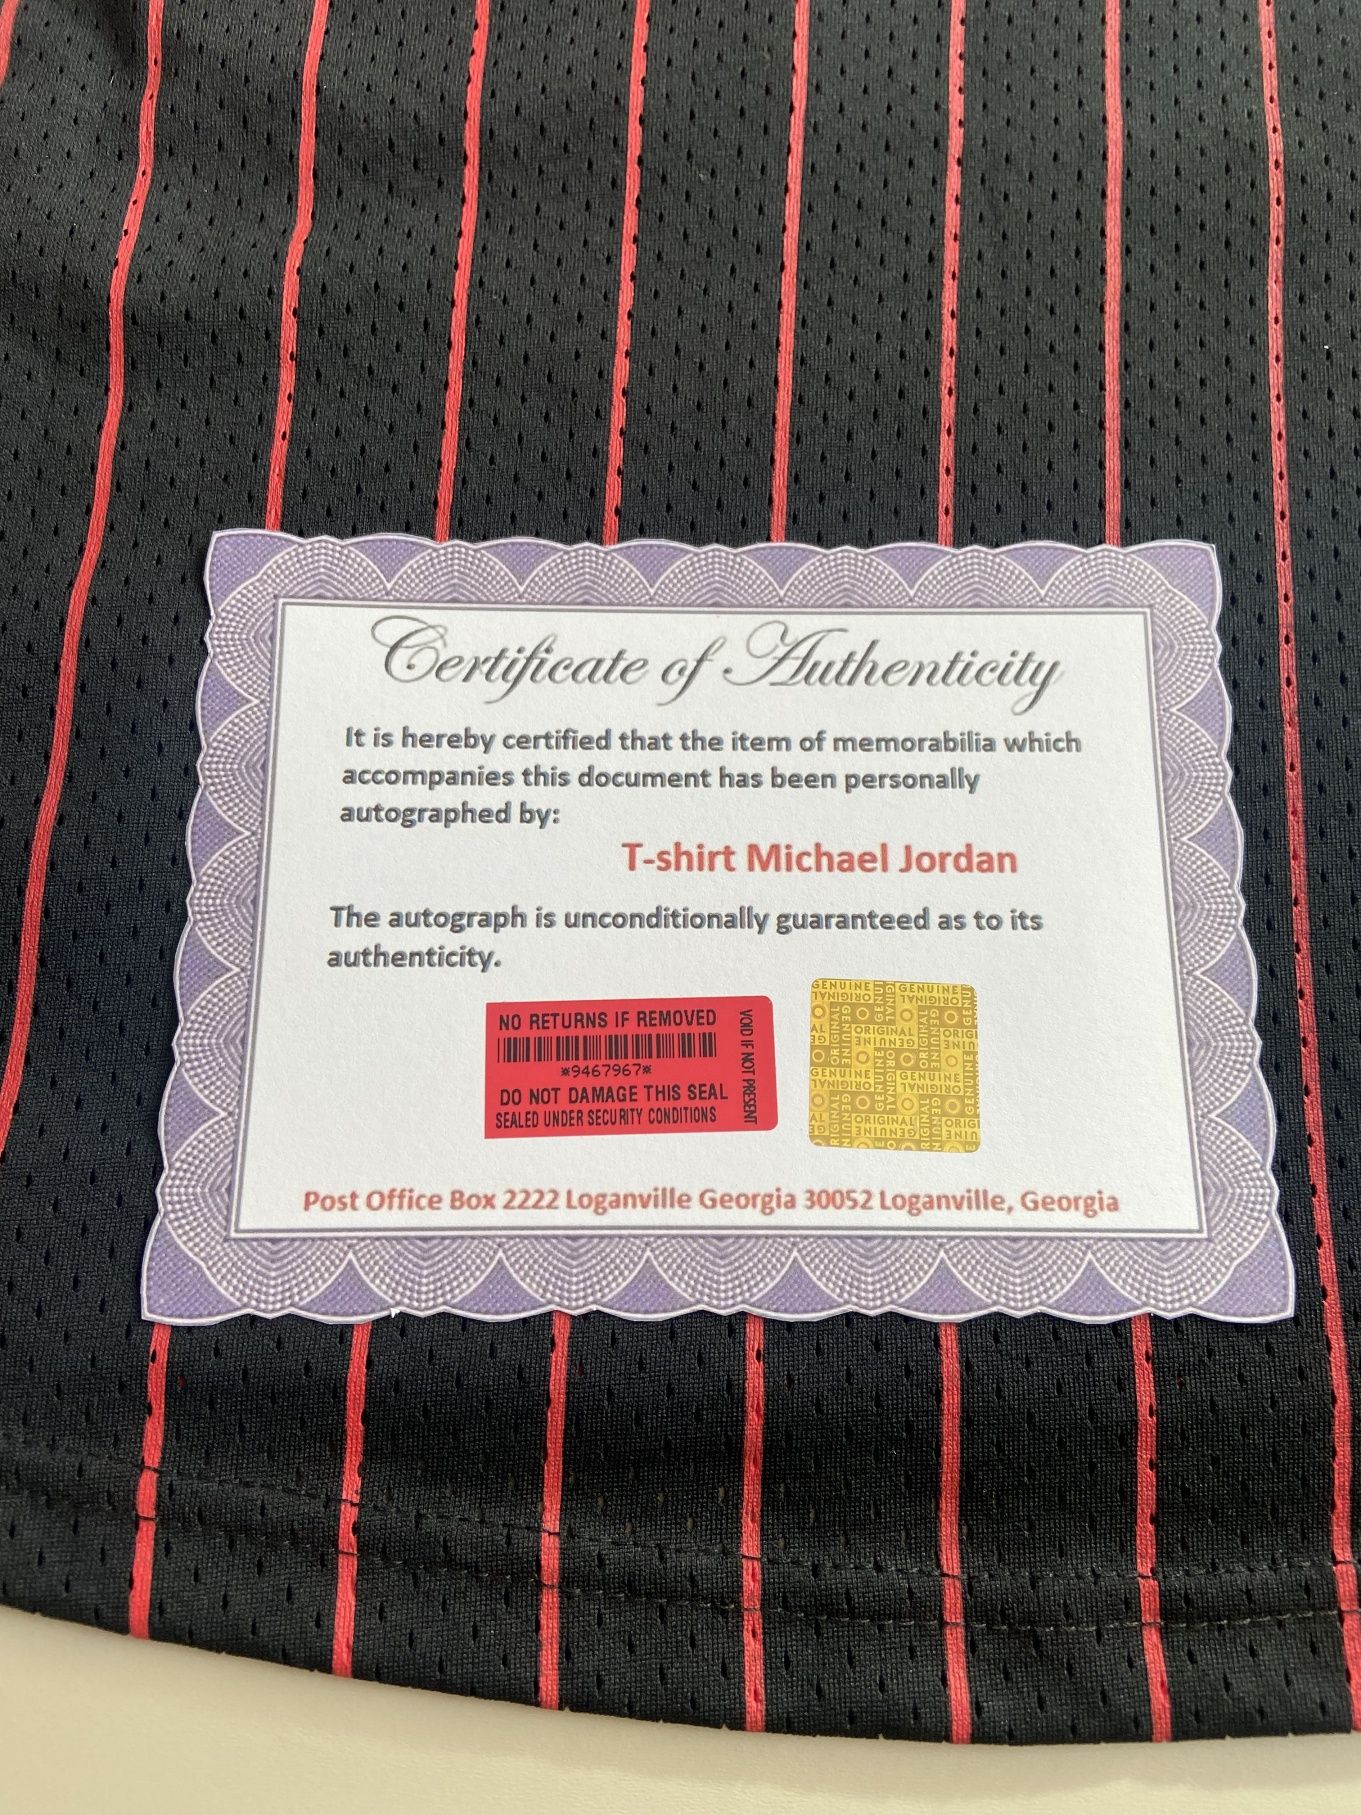 Certificate of Authenticity
It is hereby certified that the item of memorabilia which
accompanies this document has been personally
autographed by:
T-shirt Michael Jordan
The autograph is unconditionally guaranteed as to its
authenticity.
NO RETURNS IF REMOVED
*9467967*
DO NOT DAMAGE THIS SEAL
SEALED UNDER SECURITY CONDITIONS
VOID IF NOT PRESENT
GENUINE
ORIGINAL
Post Office Box 2222 Loganville Georgia 30052 Loganville, Georgia